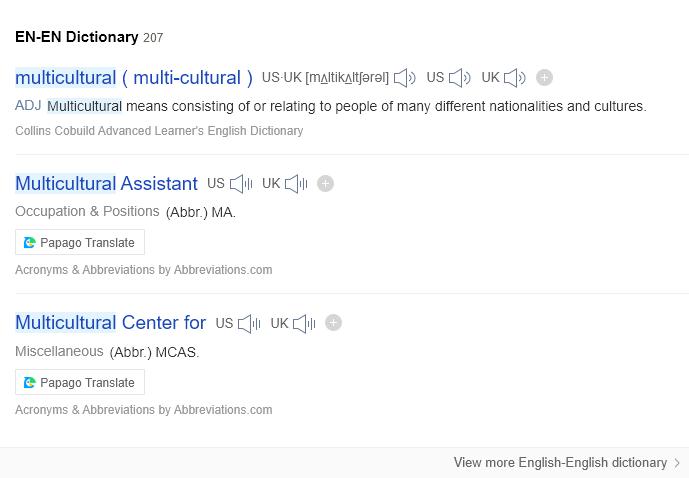 EN-EN Dictionary 207
multicultural ( multi-cultural ) US·UK [mʌ̲ltikʌ̲ltʃərəl] US UK
ADJ Multicultural means consisting of or relating to people of many different nationalities and cultures.
Collins Cobuild Advanced Learner's English Dictionary
Multicultural Assistant US UK
Occupation & Positions (Abbr.) MA.
Papago Translate
Acronyms & Abbreviations by Abbreviations.com
Multicultural Center for US UK
Miscellaneous (Abbr.) MCAS.
Papago Translate
Acronyms & Abbreviations by Abbreviations.com
View more English-English dictionary